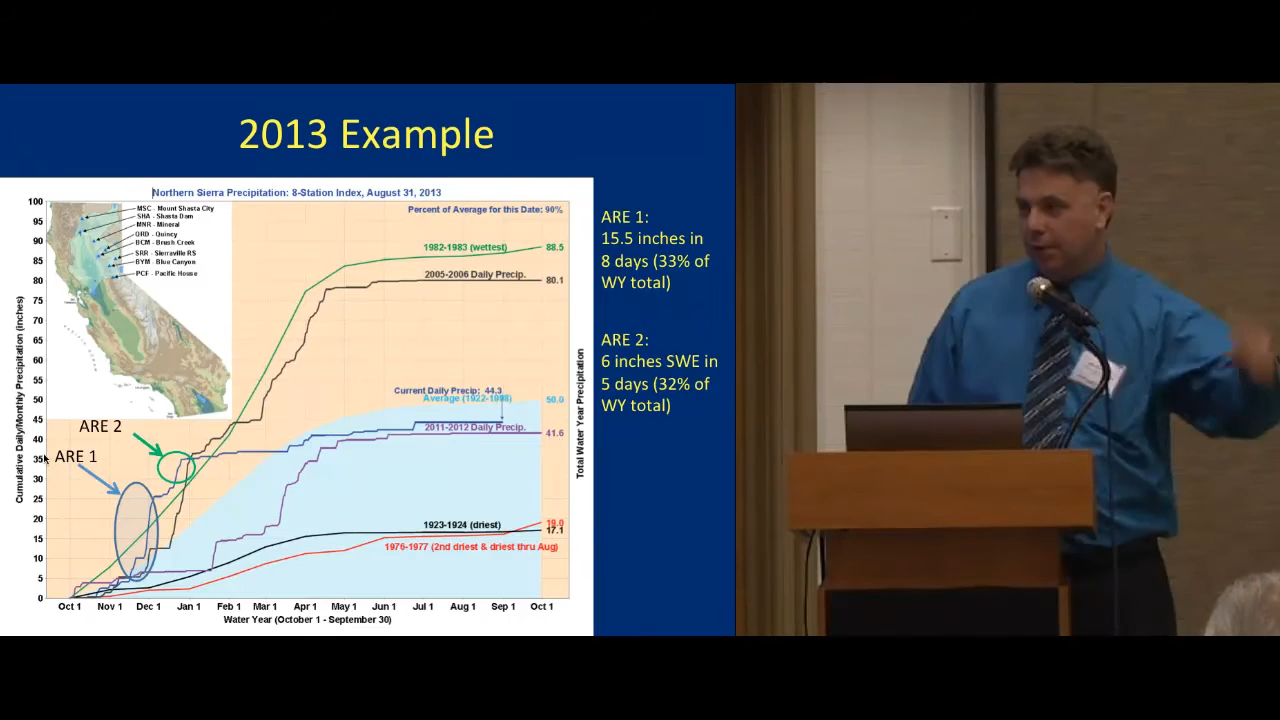 2013 Example
Northern Sierra Precipitation: 8-Station Index, August 31, 2013
Percent of Average for this Date: 90%
MSC - Mount Shasta City
SHA - Shasta Dam
MNR - Mineral
QRD - Quincy
BCM - Brush Creek
SRR - Sierraville RS
BYM - Blue Canyon
PCF - Pacific House
Cumulative Daily/Monthly Precipitation (inches)
100
95
90
85
80
75
70
65
60
55
50
45
40
35
30
25
20
15
10
5
0
1982-1983 (wettest)
88.5
2005-2006 Daily Precip.
80.1
Current Daily Precip: 44.3
Average (1922-1998)
50.0
2011-2012 Daily Precip.
41.6
1923-1924 (driest)
19.0
17.1
1976-1977 (2nd driest & driest thru Aug)
ARE 2
ARE 1
Total Water Year Precipitation
Oct 1 Nov 1 Dec 1 Jan 1 Feb 1 Mar 1 Apr 1 May 1 Jun 1 Jul 1 Aug 1 Sep 1 Oct 1
Water Year (October 1 - September 30)
ARE 1:
15.5 inches in
8 days (33% of
WY total)
ARE 2:
6 inches SWE in
5 days (32% of
WY total)